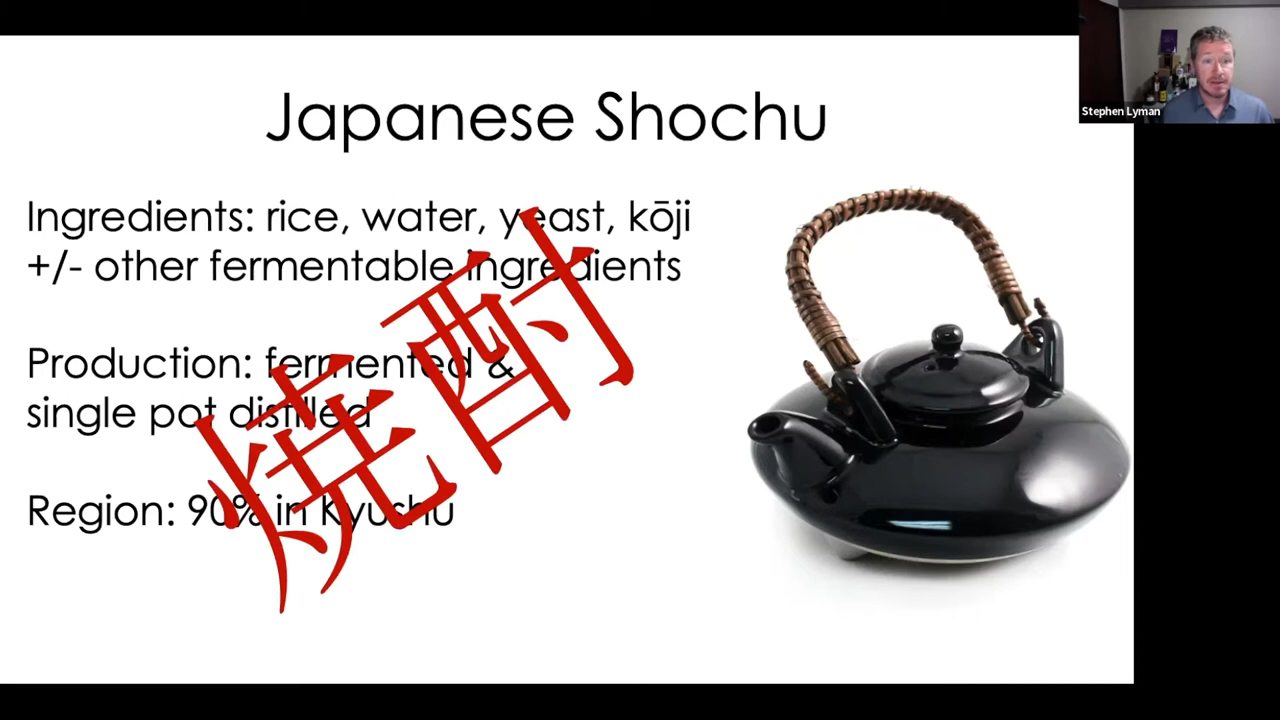 Japanese Shochu
Stephen Lyman
Ingredients: rice, water, yeast, kōji
+/- other fermentable ingredients
Production: fermented &
single pot distilled
Region: 90% in Kyushu
焼酎